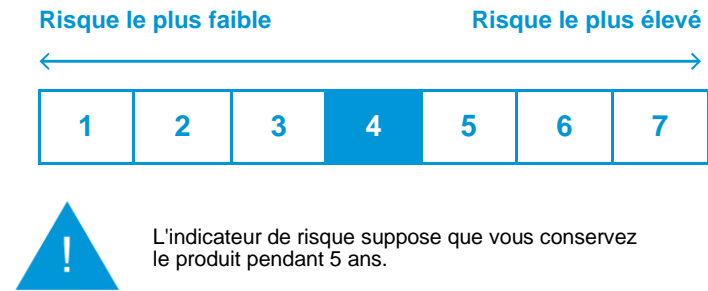 Risque le plus faible Risque le plus élevé
1 2 3 4 5 6 7
! L'indicateur de risque suppose que vous conservez
le produit pendant 5 ans.